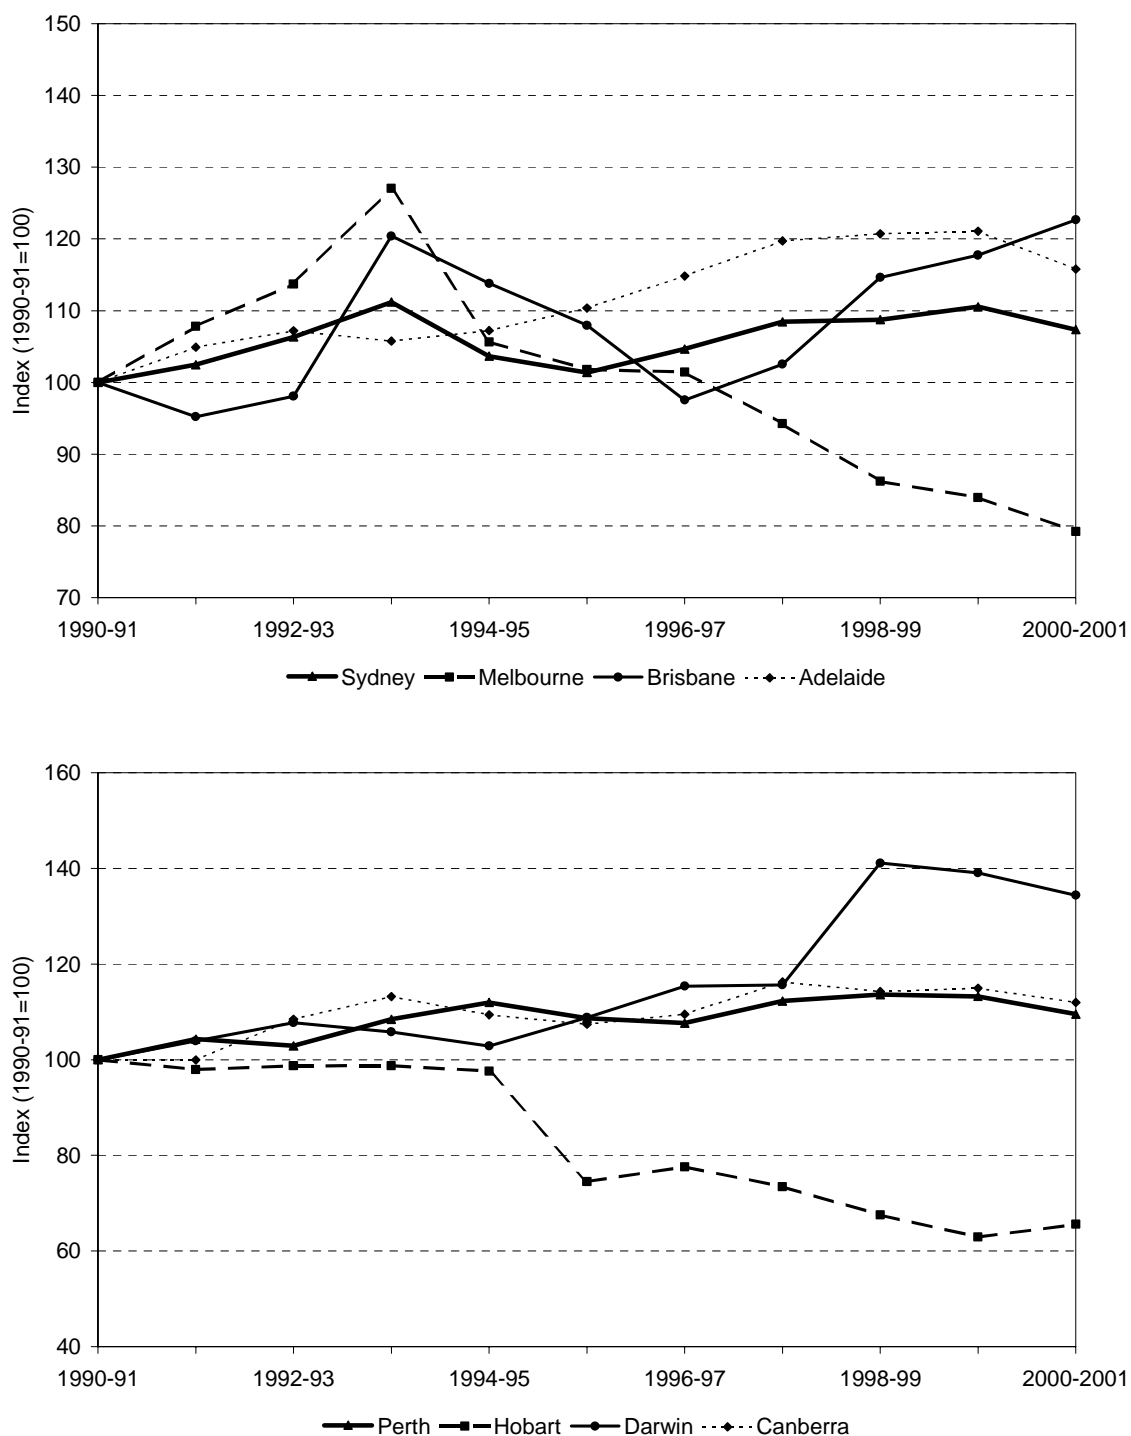 150
140
130
120
110
100
90
80
70
Index (1990-91=100)
1990-91 1992-93 1994-95 1996-97 1998-99 2000-2001
Sydney Melbourne Brisbane Adelaide
160
140
120
100
80
60
40
Index (1990-91=100)
1990-91 1992-93 1994-95 1996-97 1998-99 2000-2001
Perth Hobart Darwin Canberra